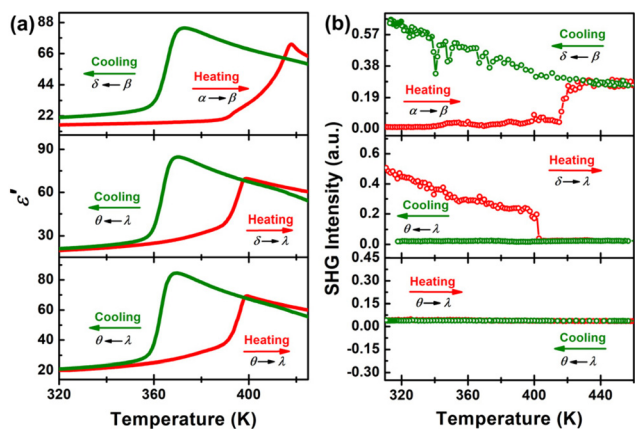 (a)
88
66
44
22
Cooling
δ ← β
Heating
α → β
90
60
30
Cooling
θ ← λ
Heating
δ → λ
80
60
40
20
Cooling
θ ← λ
Heating
θ → λ
ε'
320 360 400
Temperature (K)
(b)
0.57
0.38
0.19
0.00
Cooling
δ ← β
Heating
α → β
0.6
0.4
0.2
0.0
Heating
δ → λ
Cooling
θ ← λ
0.45
0.30
0.15
0.00
-0.15
-0.30
Heating
θ → λ
Cooling
θ ← λ
SHG Intensity (a.u.)
320 360 400 440
Temperature (K)